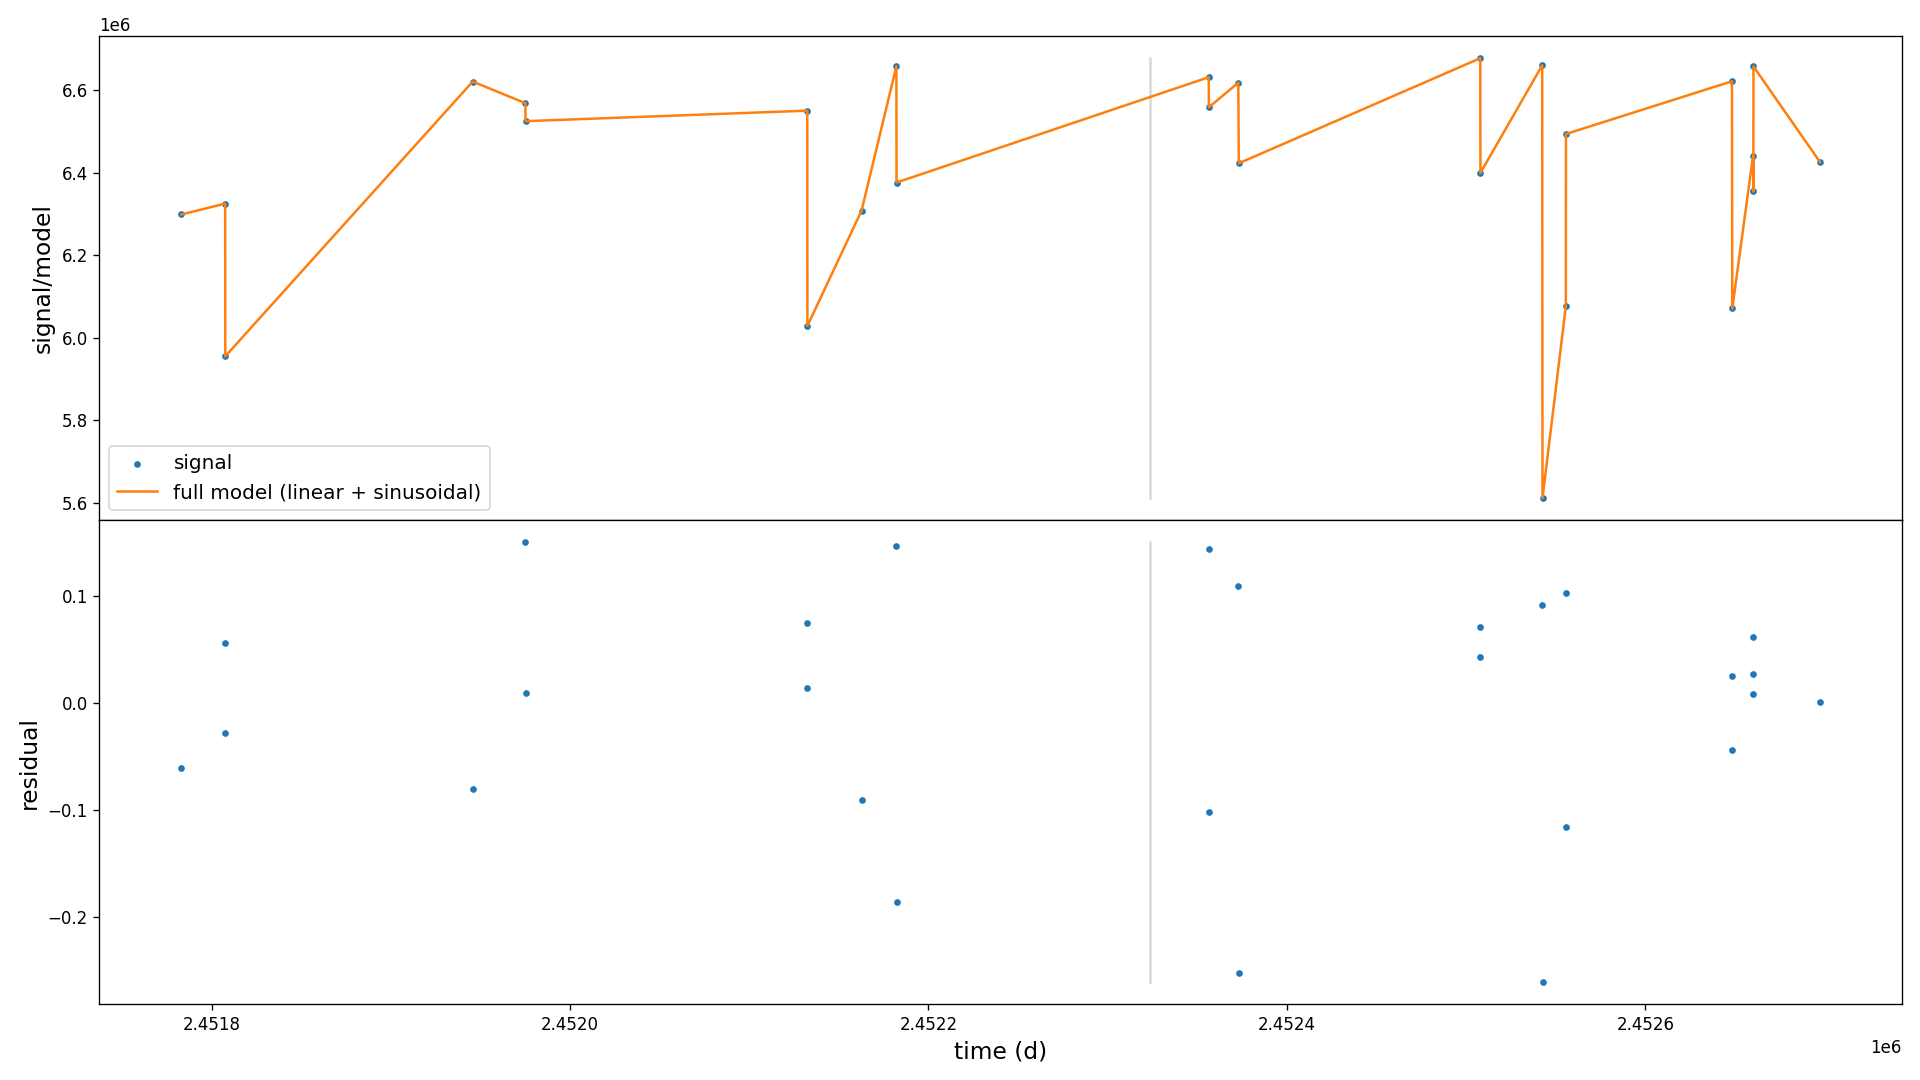 1e6
signal/model
6.6
6.4
6.2
6.0
5.8
5.6
signal
full model (linear + sinusoidal)
residual
0.1
0.0
−0.1
−0.2
2.4518
2.4520
2.4522
2.4524
2.4526
time (d)
1e6